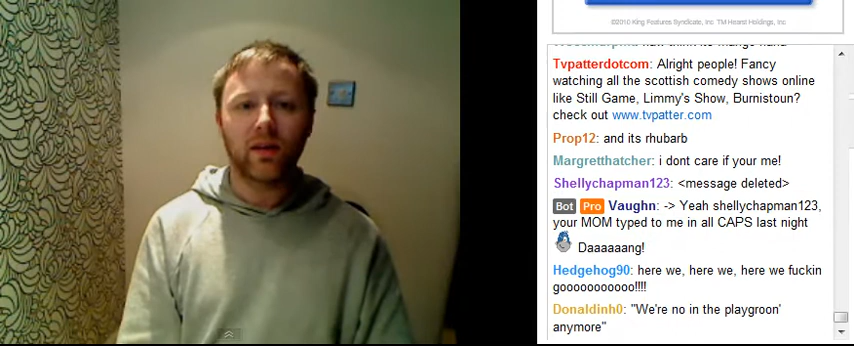 ©2010 King Features Syndicate, Inc TM Hearst Holdings, Inc
Tvpatterdotcom: Alright people! Fancy
watching all the scottish comedy shows online
like Still Game, Limmy's Show, Burnistoun?
check out www.tvpatter.com
Prop12: and its rhubarb
Margretthatcher: i dont care if your me!
Shellychapman123: <message deleted>
Bot Pro Vaughn: -> Yeah shellychapman123,
your MOM typed to me in all CAPS last night
Daaaaaang!
Hedgehog90: here we, here we, here we fuckin
gooooooooooo!!!!
Donaldinh0: "We're no in the playgroon'
anymore"